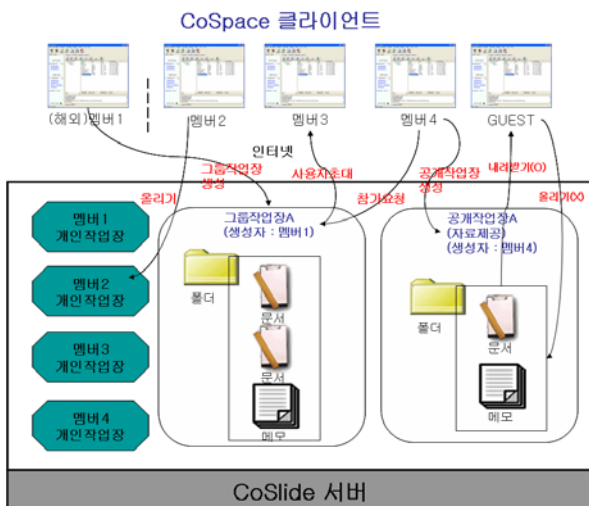 CoSpace 클라이언트
(해외)멤버1
멤버2
멤버3
멤버4
GUEST
인터넷
그룹작업장
생성
사용자초대
공개작업장
생성
내려받기(O)
올리기
참가요청
올리기(X)
멤버1
개인작업장
멤버2
개인작업장
멤버3
개인작업장
멤버4
개인작업장
그룹작업장A
(생성자 : 멤버1)
폴더
문서
문서
메모
공개작업장A
(자료제공)
(생성자 : 멤버4)
폴더
문서
메모
CoSlide 서버